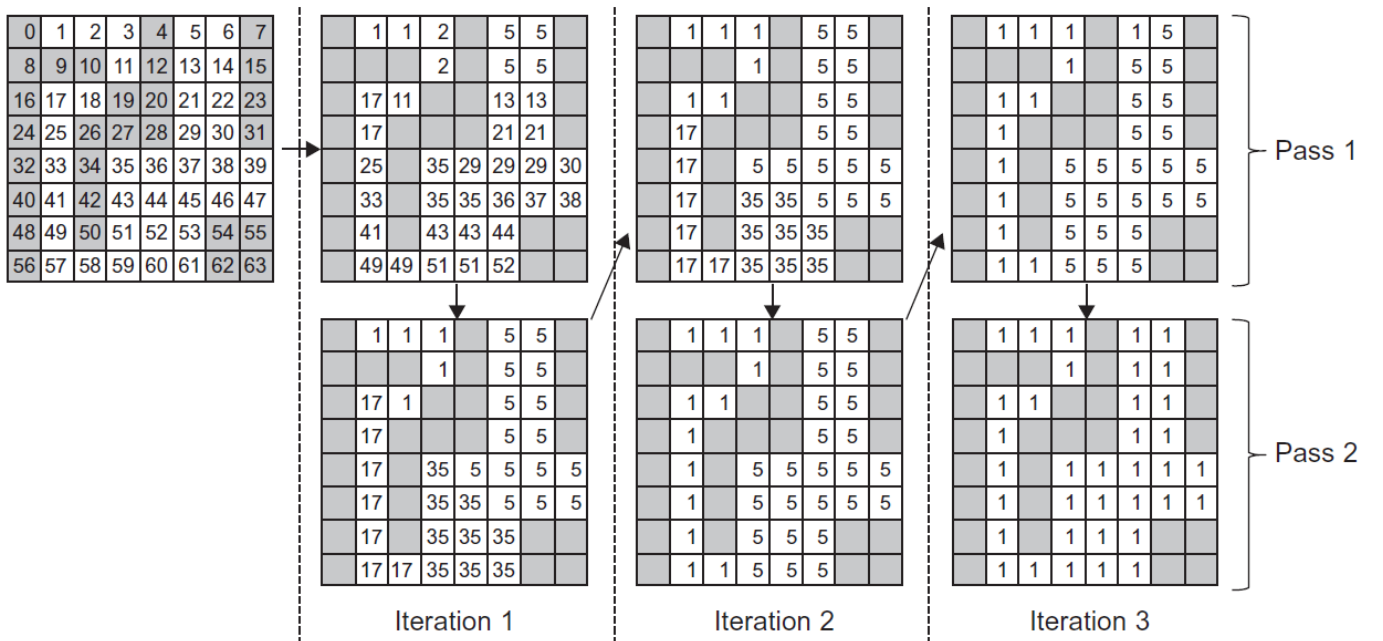 0 1 2 3 4 5 6 7
8 9 10 11 12 13 14 15
16 17 18 19 20 21 22 23
24 25 26 27 28 29 30 31
32 33 34 35 36 37 38 39
40 41 42 43 44 45 46 47
48 49 50 51 52 53 54 55
56 57 58 59 60 61 62 63
1 1 2 5 5
2 5 5
17 11 13 13
17 21 21
25 35 29 29 29 30
33 35 35 36 37 38
41 43 43 44
49 49 51 51 52
1 1 1 5 5
1 5 5
1 1 5 5
17 5 5
17 5 5 5 5 5
17 35 35 5 5 5
17 35 35 35
17 17 35 35 35
1 1 1 1 5
1 5 5
1 1 5 5
1 5 5
1 5 5 5 5 5
1 5 5 5 5 5
1 5 5 5
1 1 5 5 5
Pass 1
1 1 1 5 5
1 5 5
17 1 5 5
17 5 5
17 35 5 5 5 5
17 35 35 5 5 5
17 35 35 35
17 17 35 35 35
1 1 1 5 5
1 5 5
1 1 5 5
1 5 5
1 5 5 5 5 5
1 5 5 5 5 5
1 5 5 5
1 1 5 5 5
1 1 1 1 1
1 1 1
1 1 1 1
1 1 1
1 1 1 1 1 1
1 1 1 1 1 1
1 1 1 1
1 1 1 1 1
Pass 2
Iteration 1
Iteration 2
Iteration 3